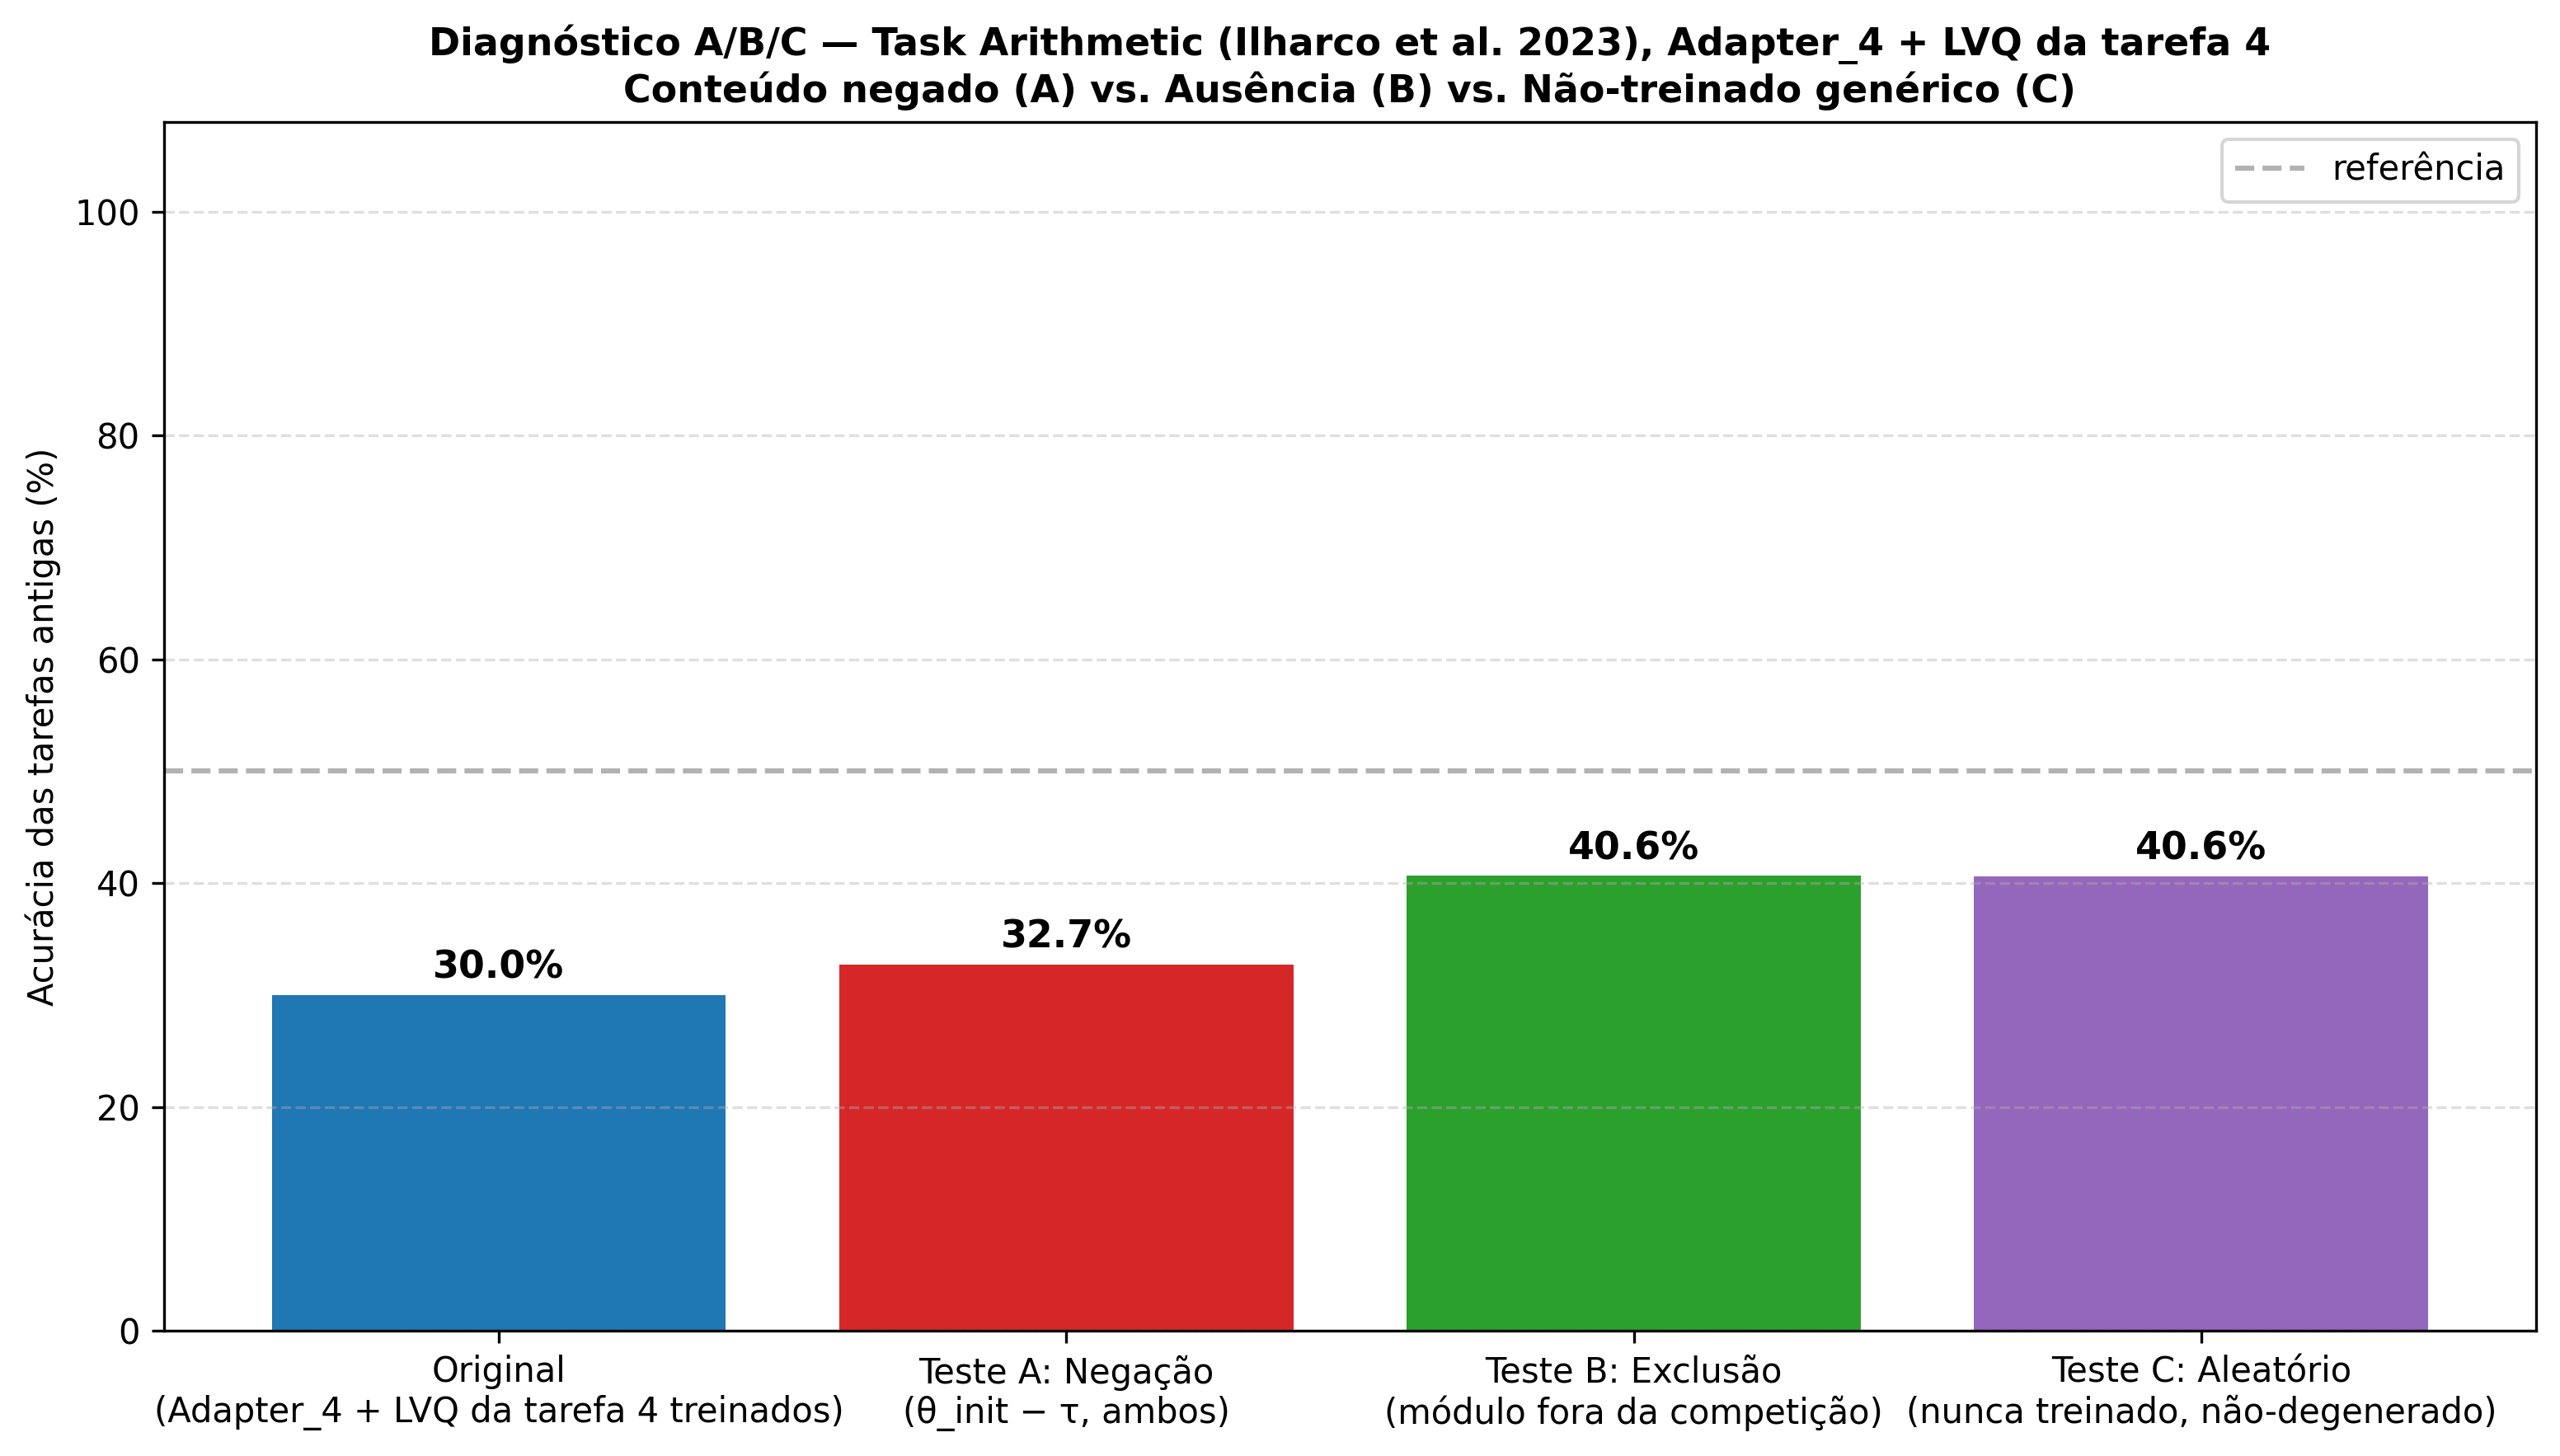 Diagnóstico A/B/C — Task Arithmetic (Ilharco et al. 2023), Adapter_4 + LVQ da tarefa 4
Conteúdo negado (A) vs. Ausência (B) vs. Não-treinado genérico (C)
referência
100
80
60
40
20
0
Acurácia das tarefas antigas (%)
30.0%
32.7%
40.6%
40.6%
Original
(Adapter_4 + LVQ da tarefa 4 treinados)
Teste A: Negação
(θ_init − τ, ambos)
Teste B: Exclusão
(módulo fora da competição)
Teste C: Aleatório
(nunca treinado, não-degenerado)